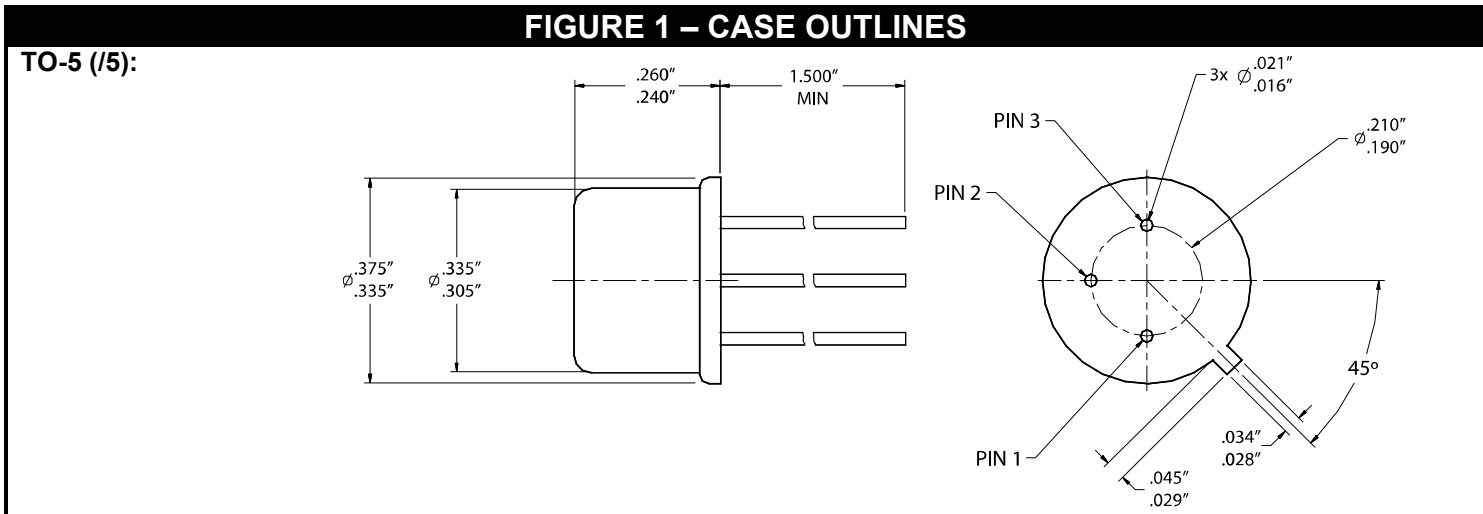 FIGURE 1 – CASE OUTLINES
TO-5 (/5):
.260"
.240"
1.500"
MIN
⌀.375"
.335"
⌀.335"
.305"
3x ⌀.021"
.016"
⌀.210"
.190"
PIN 3
PIN 2
PIN 1
45º
.034"
.028"
.045"
.029"